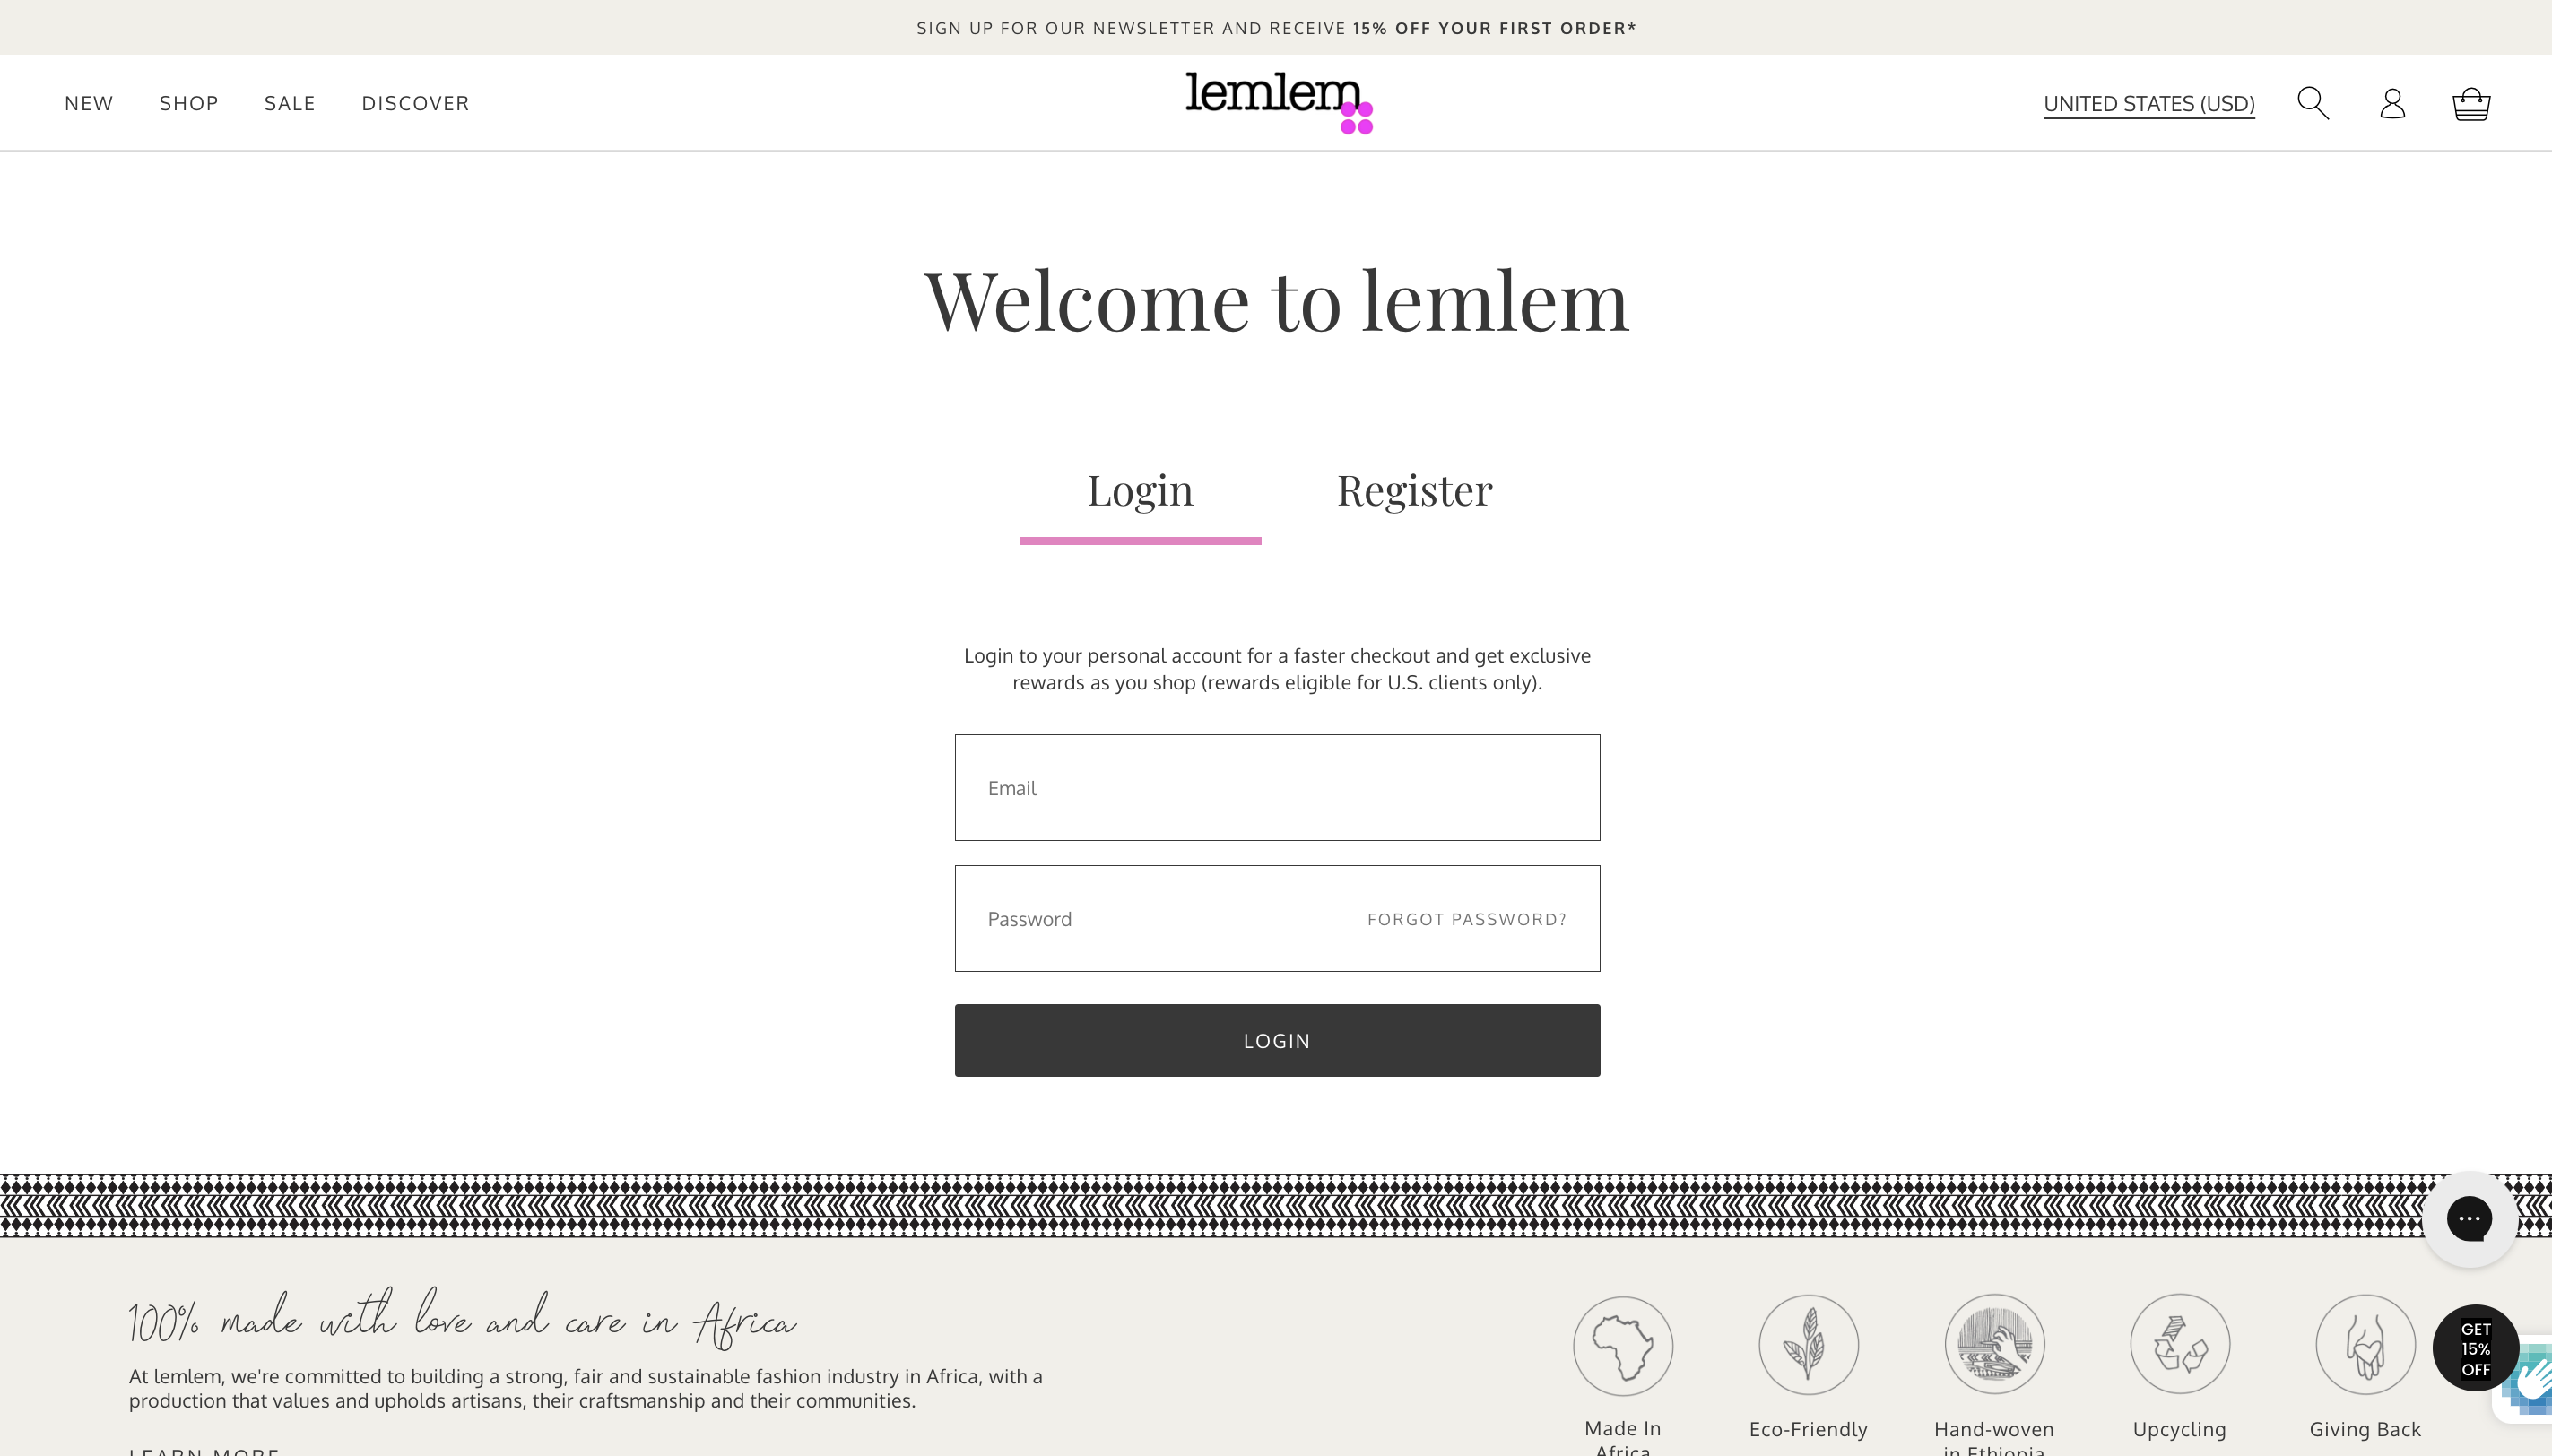 SIGN UP FOR OUR NEWSLETTER AND RECEIVE 15% OFF YOUR FIRST ORDER*
NEW SHOP SALE DISCOVER
lemlem
UNITED STATES (USD)
Welcome to lemlem
Login Register
Login to your personal account for a faster checkout and get exclusive
rewards as you shop (rewards eligible for U.S. clients only).
Email
Password FORGOT PASSWORD?
LOGIN
100% made with love and care in Africa
At lemlem, we're committed to building a strong, fair and sustainable fashion industry in Africa, with a
production that values and upholds artisans, their craftsmanship and their communities.
LEARN MORE
Made In
Africa
Eco-Friendly
Hand-woven
in Ethiopia
Upcycling
Giving Back
GET
15%
OFF